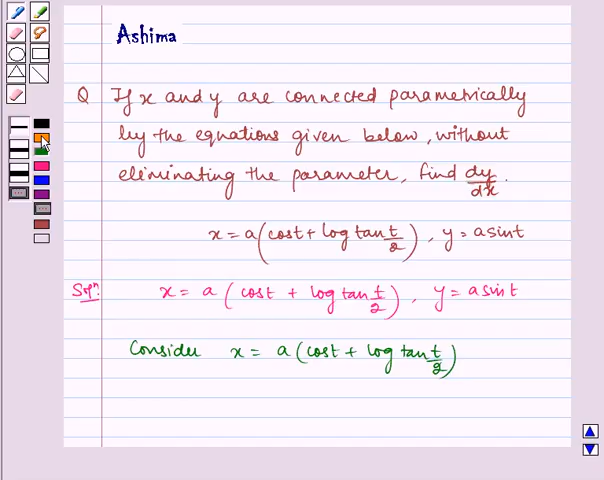 Ashima
Q If x and y are connected parametrically
by the equations given below, without
eliminating the parameter, find dy/dx.
x = a(cost + log tan t/2), y = a sint
Solⁿ: x = a (cost + log tan t/2), y = a sint
Consider x = a (cost + log tan t/2)